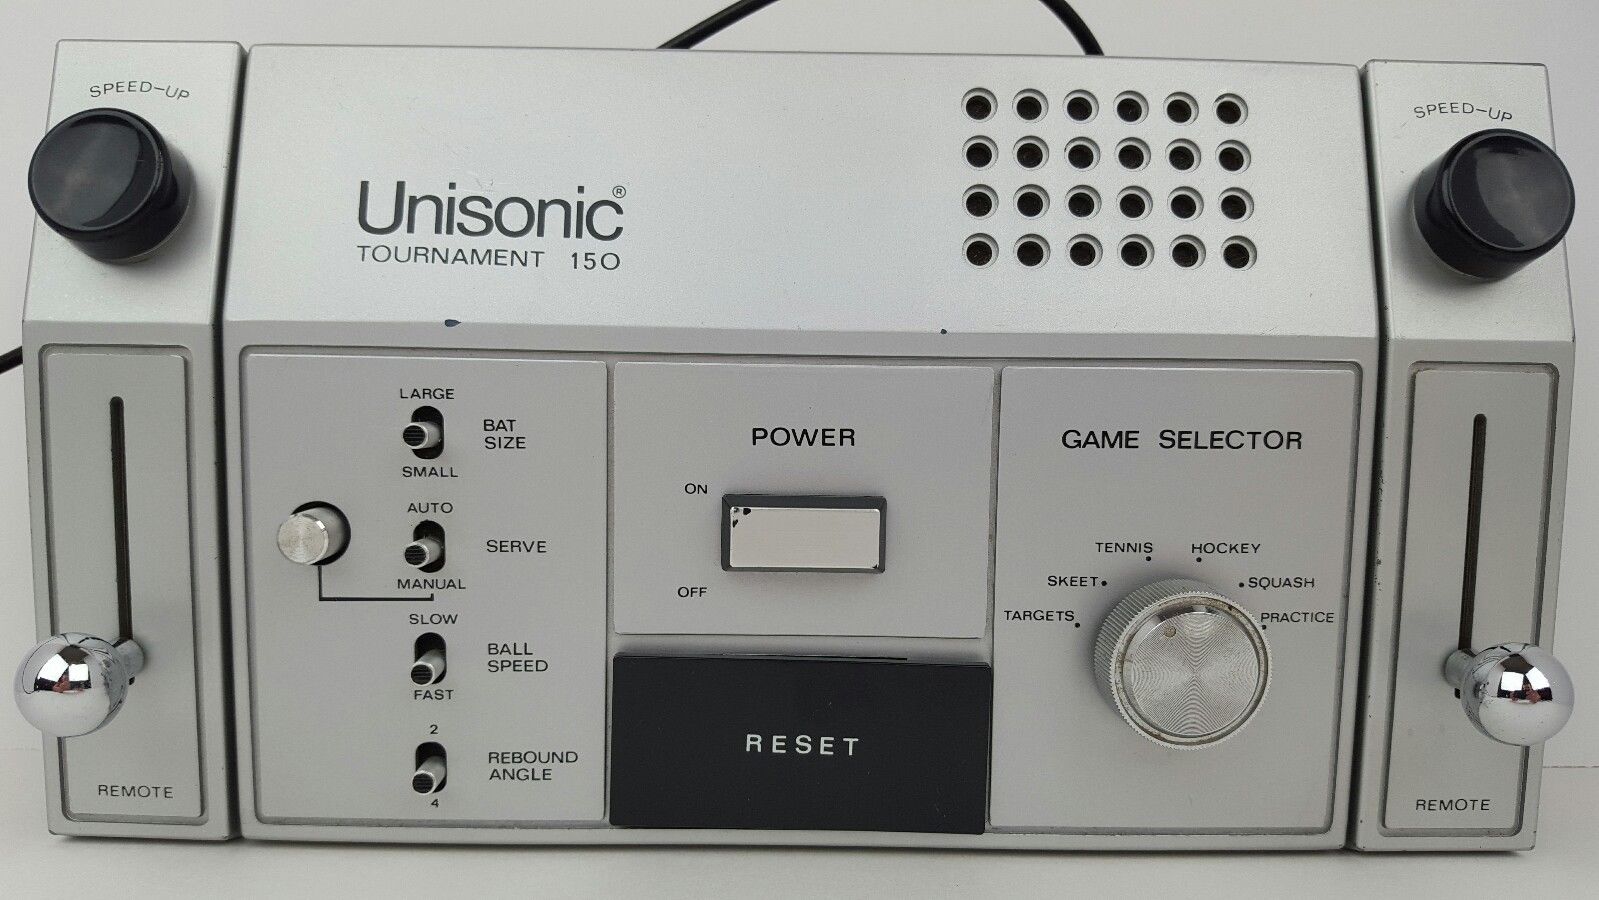 SPEED-UP
SPEED-UP
Unisonic®
TOURNAMENT 150
LARGE
BAT
SIZE
SMALL
AUTO
SERVE
MANUAL
SLOW
BALL
SPEED
FAST
2
REBOUND
ANGLE
4
POWER
ON
OFF
RESET
GAME SELECTOR
TENNIS
HOCKEY
SKEET
SQUASH
TARGETS
PRACTICE
REMOTE
REMOTE